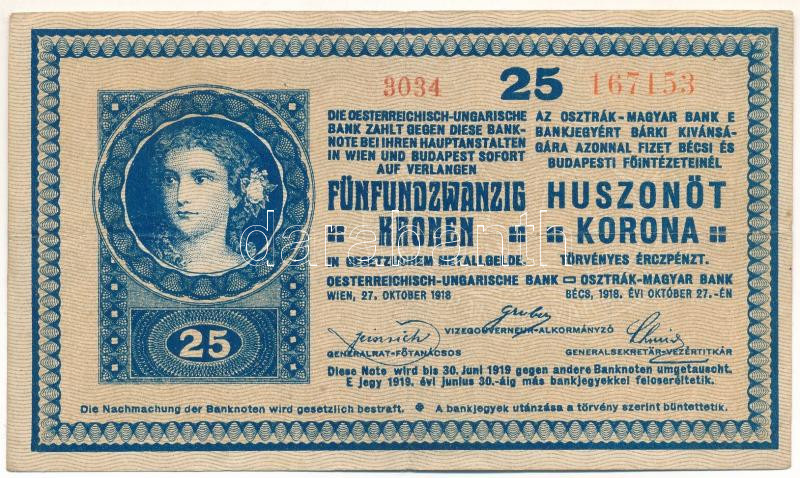 3034 25 167153
DIE OESTERREICHISCH-UNGARISCHE
BANK ZAHLT GEGEN DIESE BANK-
NOTE BEI IHREN HAUPTANSTALTEN
IN WIEN UND BUDAPEST SOFORT
AUF VERLANGEN
FÜNFUNDZWANZIG
KRONEN
IN GESETZLICHEM METALLGELDE.
AZ OSZTRÁK-MAGYAR BANK E
BANKJEGYÉRT BÁRKI KIVÁNSÁ-
GÁRA AZONNAL FIZET BÉCSI ÉS
BUDAPESTI FŐINTÉZETEINÉL
HUSZONÖT
KORONA
TÖRVÉNYES ÉRCZPÉNZT.
OESTERREICHISCH-UNGARISCHE BANK
OSZTRÁK-MAGYAR BANK
WIEN, 27. OKTOBER 1918
BÉCS, 1918. ÉVI OKTÓBER 27.-ÉN
Gruber
VIZEGOUVERNEUR-ALKORMÁNYZÓ
GENERALRAT-FŐTANÁCSOS
GENERALSEKRETÄR-VEZÉRTITKÁR
Diese Note wird bis 30. Juni 1919 gegen andere Banknoten umgetauscht.
E jegy 1919. évi junius 30.-áig más bankjegyekkel felcseréltetik.
25
Die Nachmachung der Banknoten wird gesetzlich bestraft. A bankjegyek utánzása a törvény szerint büntettetik.
darabanth